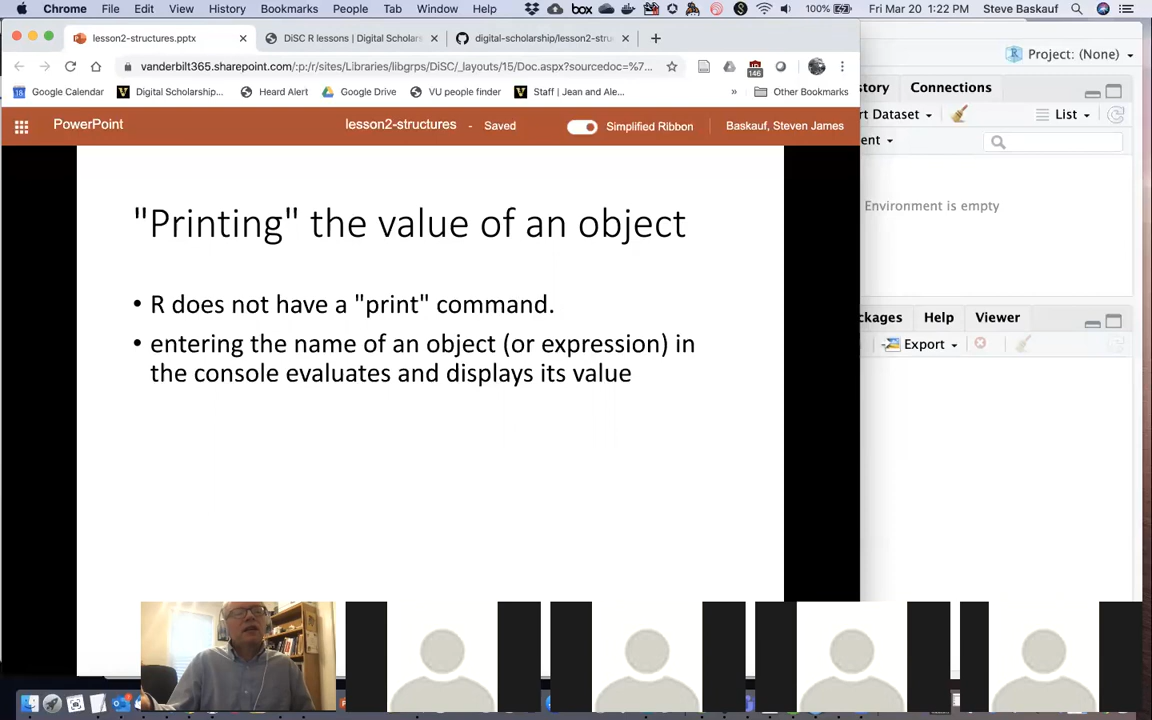 Chrome File Edit View History Bookmarks People Tab Window Help box 100% Fri Mar 20 1:22 PM Steve Baskauf
lesson2-structures.pptx DiSC R lessons | Digital Scholar digital-scholarship/lesson2-stru
Project: (None)
vanderbilt365.sharepoint.com/:p:/r/sites/Libraries/libgrps/DiSC/_layouts/15/Doc.aspx?sourcedoc=%7... 146
Google Calendar Digital Scholarship... Heard Alert Google Drive VU people finder Staff | Jean and Ale... » Other Bookmarks
tory Connections
rt Dataset List
ent
PowerPoint lesson2-structures - Saved Simplified Ribbon Baskauf, Steven James
Environment is empty
"Printing" the value of an object
• R does not have a "print" command.
• entering the name of an object (or expression) in
the console evaluates and displays its value
ckages Help Viewer
Export